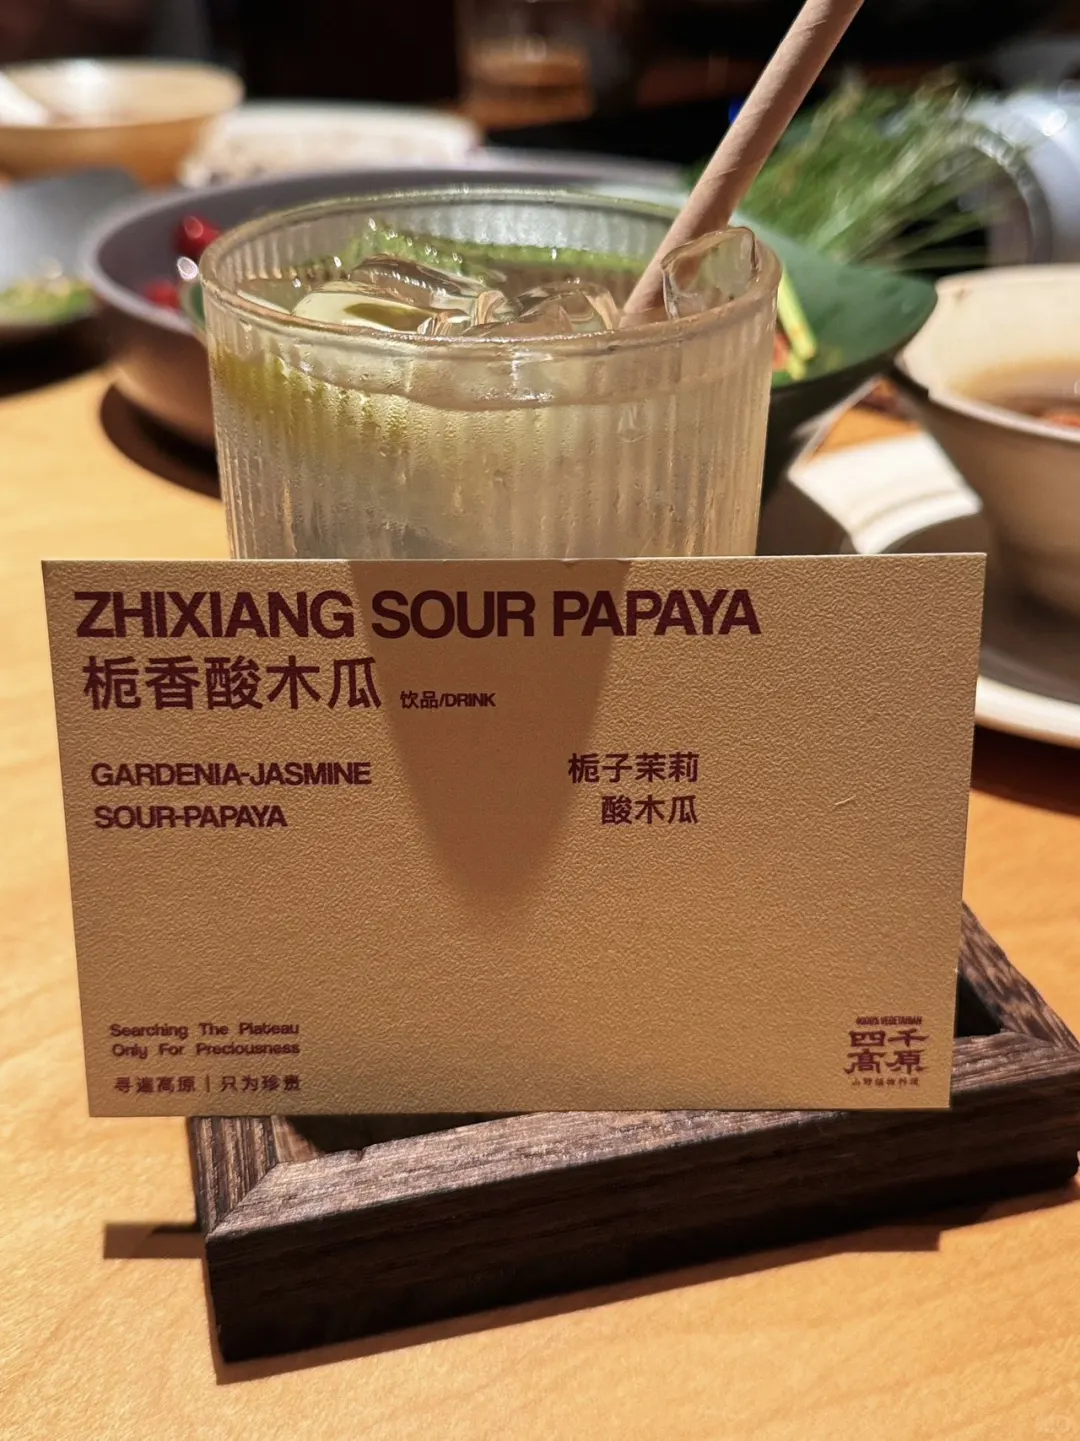 ZHIXIANG SOUR PAPAYA
栀香酸木瓜 饮品/DRINK
GARDENIA-JASMINE
SOUR-PAPAYA
栀子茉莉
酸木瓜
Searching The Plateau
Only For Preciousness
寻遍高原 | 只为珍贵
4000'S VEGETARIAN
四千
高原